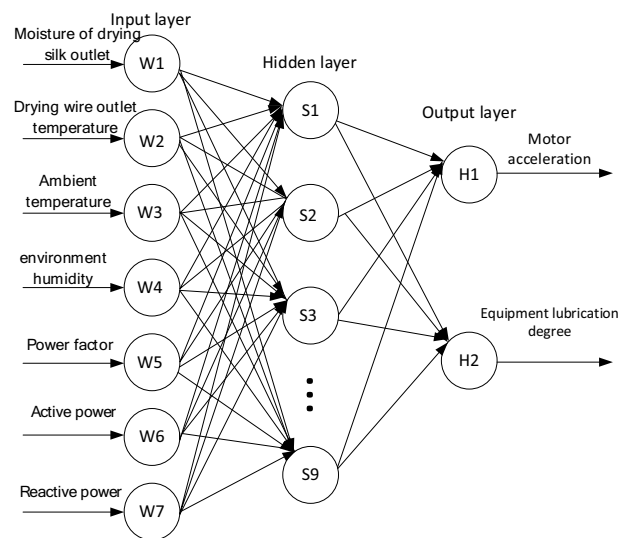 Input layer
Moisture of drying
silk outlet
W1
Drying wire outlet
temperature
W2
Ambient
temperature
W3
environment
humidity
W4
Power factor
W5
Active power
W6
Reactive power
W7
Hidden layer
S1
S2
S3
S9
Output layer
H1
Motor
acceleration
H2
Equipment lubrication
degree